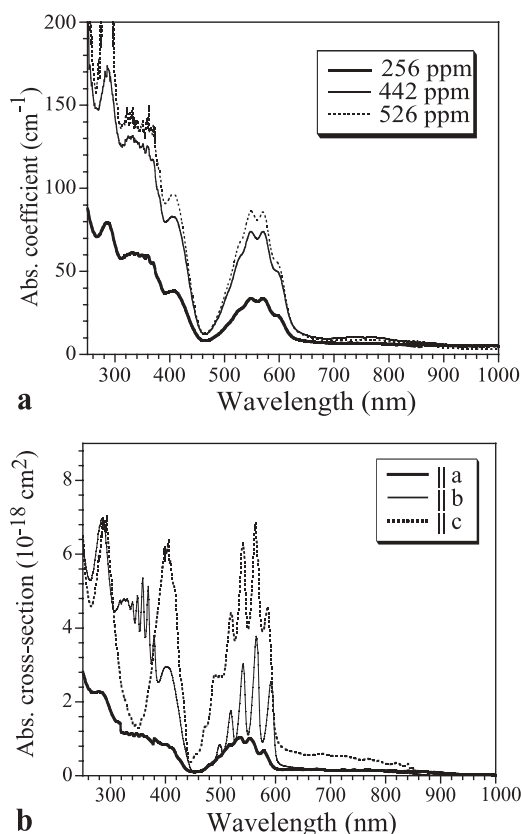 200
150
100
50
0
Abs. coefficient (cm⁻¹)
256 ppm
442 ppm
526 ppm
300 400 500 600 700 800 900 1000
Wavelength (nm)
a
8
6
4
2
0
Abs. cross-section (10⁻¹⁸ cm²)
|| a
|| b
|| c
300 400 500 600 700 800 900 1000
Wavelength (nm)
b